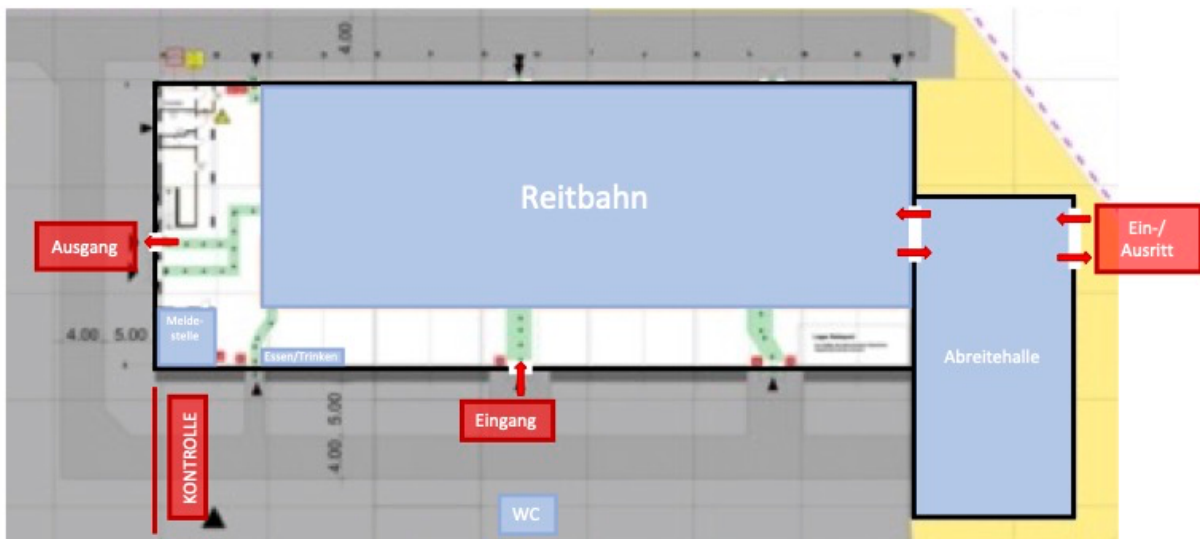 4.00
Reitbahn
Ausgang
Ein-/
Ausritt
Melde-
stelle
4.00 5.00
Essen/Trinken
Abreitehalle
Eingang
4.00 5.00
KONTROLLE
WC